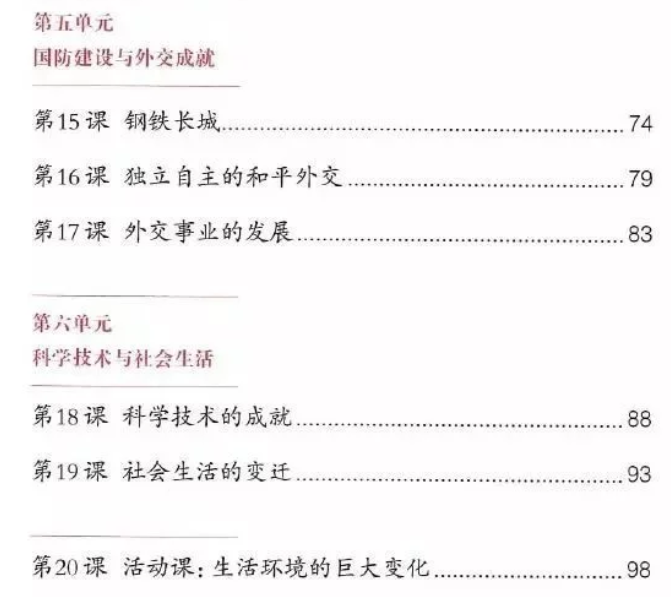 第五单元
国防建设与外交成就
第15课 钢铁长城 74
第16课 独立自主的和平外交 79
第17课 外交事业的发展 83
第六单元
科学技术与社会生活
第18课 科学技术的成就 88
第19课 社会生活的变迁 93
第20课 活动课：生活环境的巨大变化 98